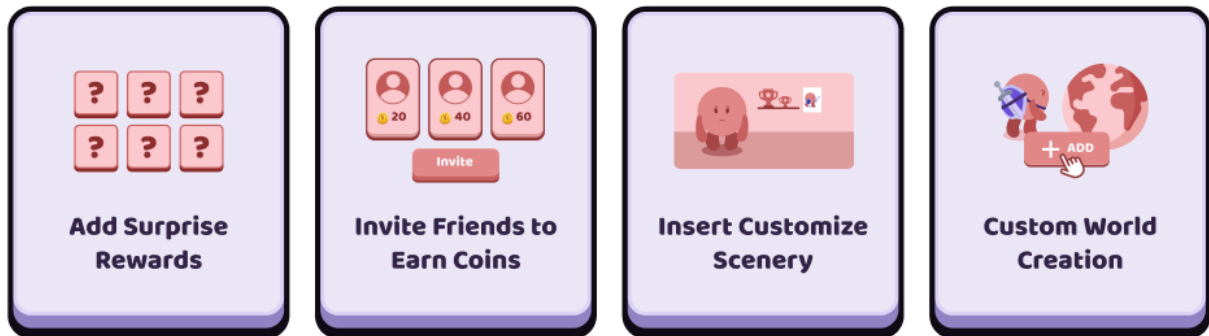 ? ? ?
? ? ?
Add Surprise
Rewards
20 40 60
Invite
Invite Friends to
Earn Coins
Insert Customize
Scenery
+ ADD
Custom World
Creation